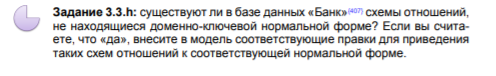 Задание 3.3.h: существуют ли в базе данных «Банк»{407} схемы отношений,
не находящиеся доменно-ключевой нормальной форме? Если вы счита-
ете, что «да», внесите в модель соответствующие правки для приведения
таких схем отношений к соответствующей нормальной форме.